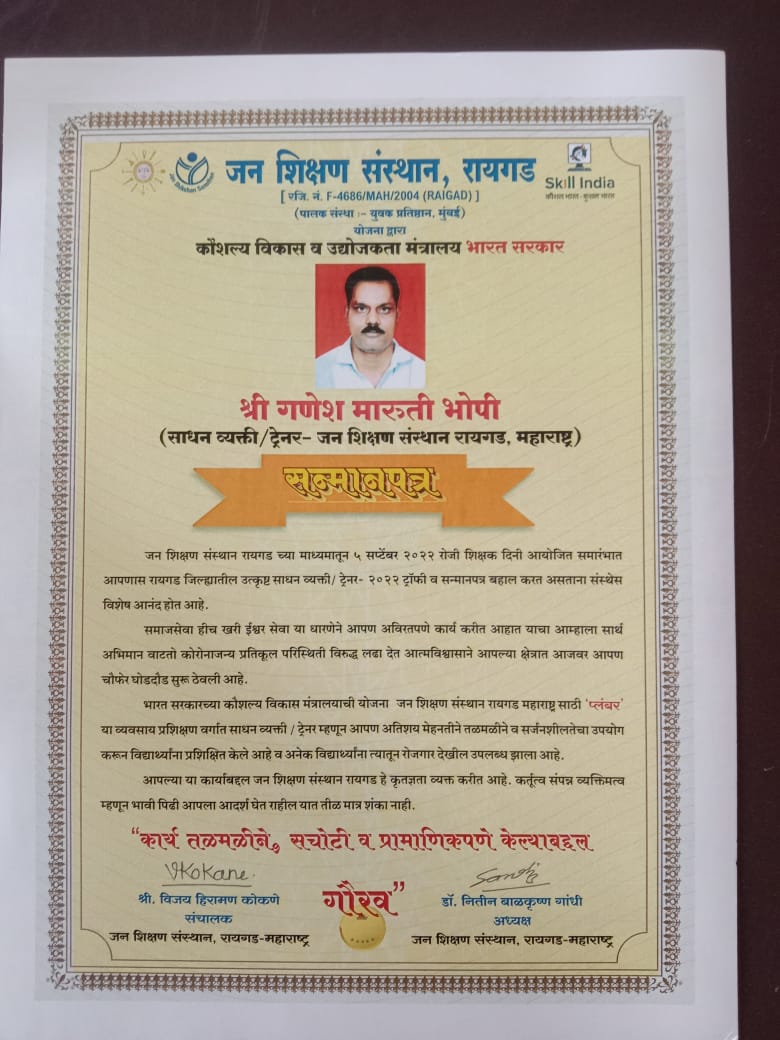 जन शिक्षण संस्थान, रायगड
Jan Shikshan Sansthan
Skill India
कौशल भारत - कुशल भारत
[ रजि. नं. F-4686/MAH/2004 (RAIGAD) ]
(पालक संस्था :- युवक प्रतिष्ठान, मुंबई)
योजना द्वारा
कौशल्य विकास व उद्योजकता मंत्रालय भारत सरकार
श्री गणेश मारुती भोपी
(साधन व्यक्ती/ट्रेनर- जन शिक्षण संस्थान रायगड, महाराष्ट्र)
सन्मानपत्र
जन शिक्षण संस्थान रायगड च्या माध्यमातून ५ सप्टेंबर २०२२ रोजी शिक्षक दिनी आयोजित समारंभात
आपणास रायगड जिल्ह्यातील उत्कृष्ट साधन व्यक्ती/ ट्रेनर- २०२२ ट्रॉफी व सन्मानपत्र बहाल करत असताना संस्थेस
विशेष आनंद होत आहे.
समाजसेवा हीच खरी ईश्वर सेवा या धारणेने आपण अविरतपणे कार्य करीत आहात याचा आम्हाला सार्थ
अभिमान वाटतो कोरोनाजन्य प्रतिकूल परिस्थिती विरुद्ध लढा देत आत्मविश्वासाने आपल्या क्षेत्रात आजवर आपण
चौफेर घोडदौड सुरू ठेवली आहे.
भारत सरकारच्या कौशल्य विकास मंत्रालयाची योजना जन शिक्षण संस्थान रायगड महाराष्ट्र साठी 'प्लंबर'
या व्यवसाय प्रशिक्षण वर्गात साधन व्यक्ती / ट्रेनर म्हणून आपण अतिशय मेहनतीने तळमळीने व सर्जनशीलतेचा उपयोग
करून विद्यार्थ्यांना प्रशिक्षित केले आहे व अनेक विद्यार्थ्यांना त्यातून रोजगार देखील उपलब्ध झाला आहे.
आपल्या या कार्याबद्दल जन शिक्षण संस्थान रायगड हे कृतज्ञता व्यक्त करीत आहे. कर्तृत्व संपन्न व्यक्तिमत्व
म्हणून भावी पिढी आपला आदर्श घेत राहील यात तीळ मात्र शंका नाही.
"कार्य तळमळीने, सचोटी व प्रामाणिकपणे केल्याबद्दल
गौरव"
VKokane.
श्री. विजय हिरामण कोकणे
संचालक
जन शिक्षण संस्थान, रायगड-महाराष्ट्र
डॉ. नितीन बाळकृष्ण गांधी
अध्यक्ष
जन शिक्षण संस्थान, रायगड-महाराष्ट्र